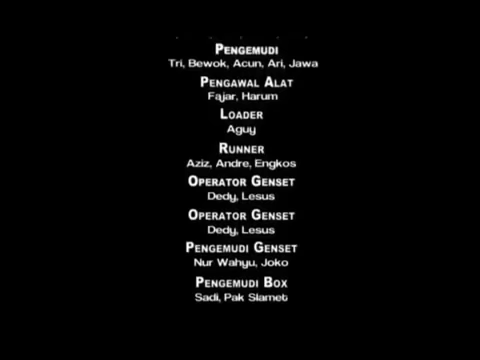 Pengemudi
Tri, Bewok, Acun, Ari, Jawa
Pengawal Alat
Fajar, Harum
Loader
Aguy
Runner
Aziz, Andre, Engkos
Operator Genset
Dedy, Lesus
Operator Genset
Dedy, Lesus
Pengemudi Genset
Nur Wahyu, Joko
Pengemudi Box
Sadi, Pak Slamet